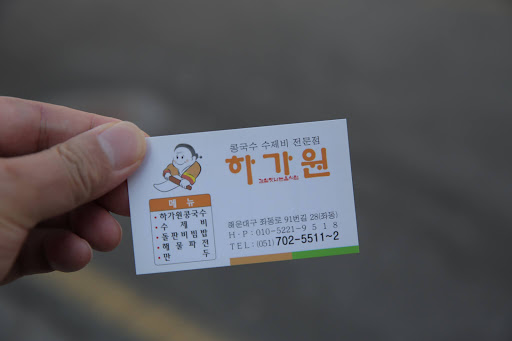 콩국수 수제비 전문점
하가원
메뉴
•하가원콩국수
•수제비
•돌판비빔밥
•해물파전
•만두
해운대구 좌동로 91번길 28(좌동)
H·P : 010-5221-9518
TEL : (051) 702-5511~2